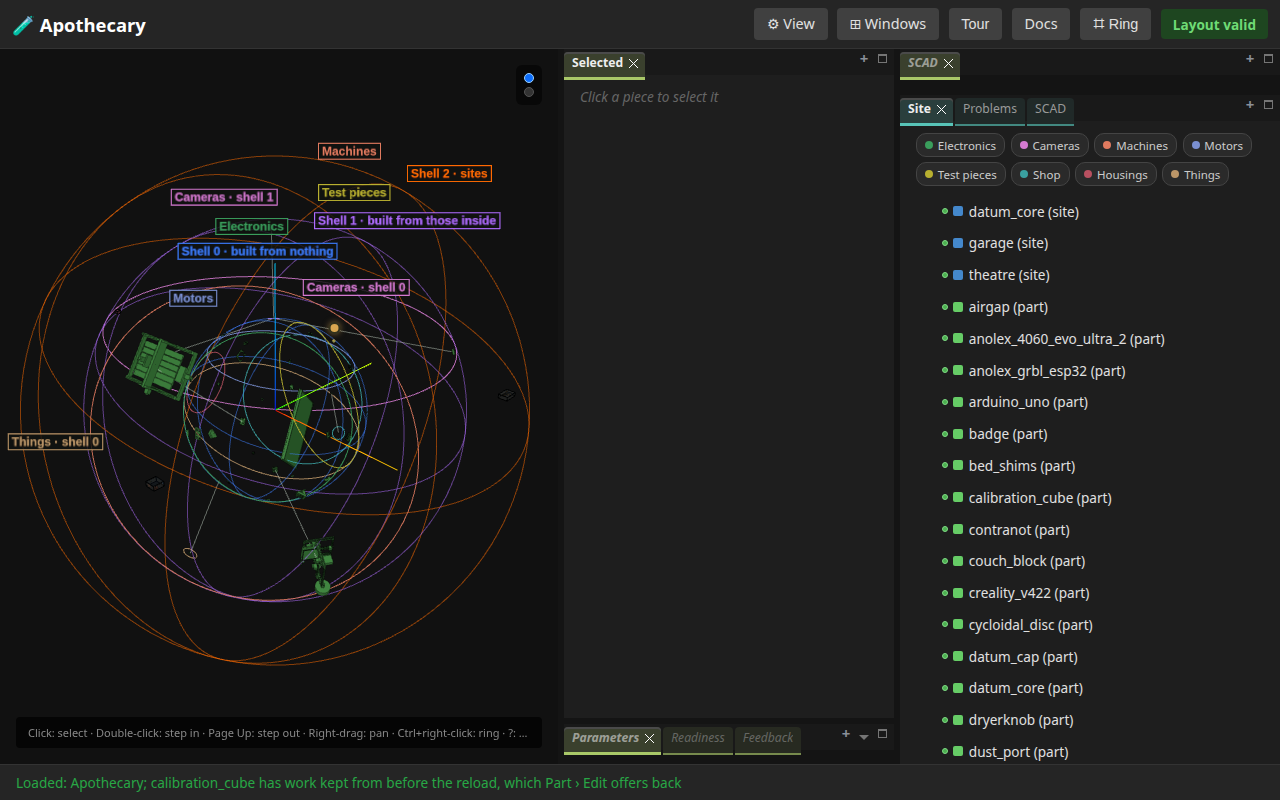 🧪 Apothecary
⚙ View
⊞ Windows
Tour
Docs
⌗ Ring
Layout valid
Machines
Shell 2 · sites
Cameras · shell 1
Test pieces
Shell 1 · built from those inside
Electronics
Shell 0 · built from nothing
Cameras · shell 0
Motors
Things · shell 0
Click: select · Double-click: step in · Page Up: step out · Right-drag: pan · Ctrl+right-click: ring · ?: ...
Selected
Click a piece to select it
Parameters
Readiness
Feedback
SCAD
Site
Problems
SCAD
Electronics
Cameras
Machines
Motors
Test pieces
Shop
Housings
Things
datum_core (site)
garage (site)
theatre (site)
airgap (part)
anolex_4060_evo_ultra_2 (part)
anolex_grbl_esp32 (part)
arduino_uno (part)
badge (part)
bed_shims (part)
calibration_cube (part)
contranot (part)
couch_block (part)
creality_v422 (part)
cycloidal_disc (part)
datum_cap (part)
datum_core (part)
dryerknob (part)
dust_port (part)
Loaded: Apothecary; calibration_cube has work kept from before the reload, which Part › Edit offers back